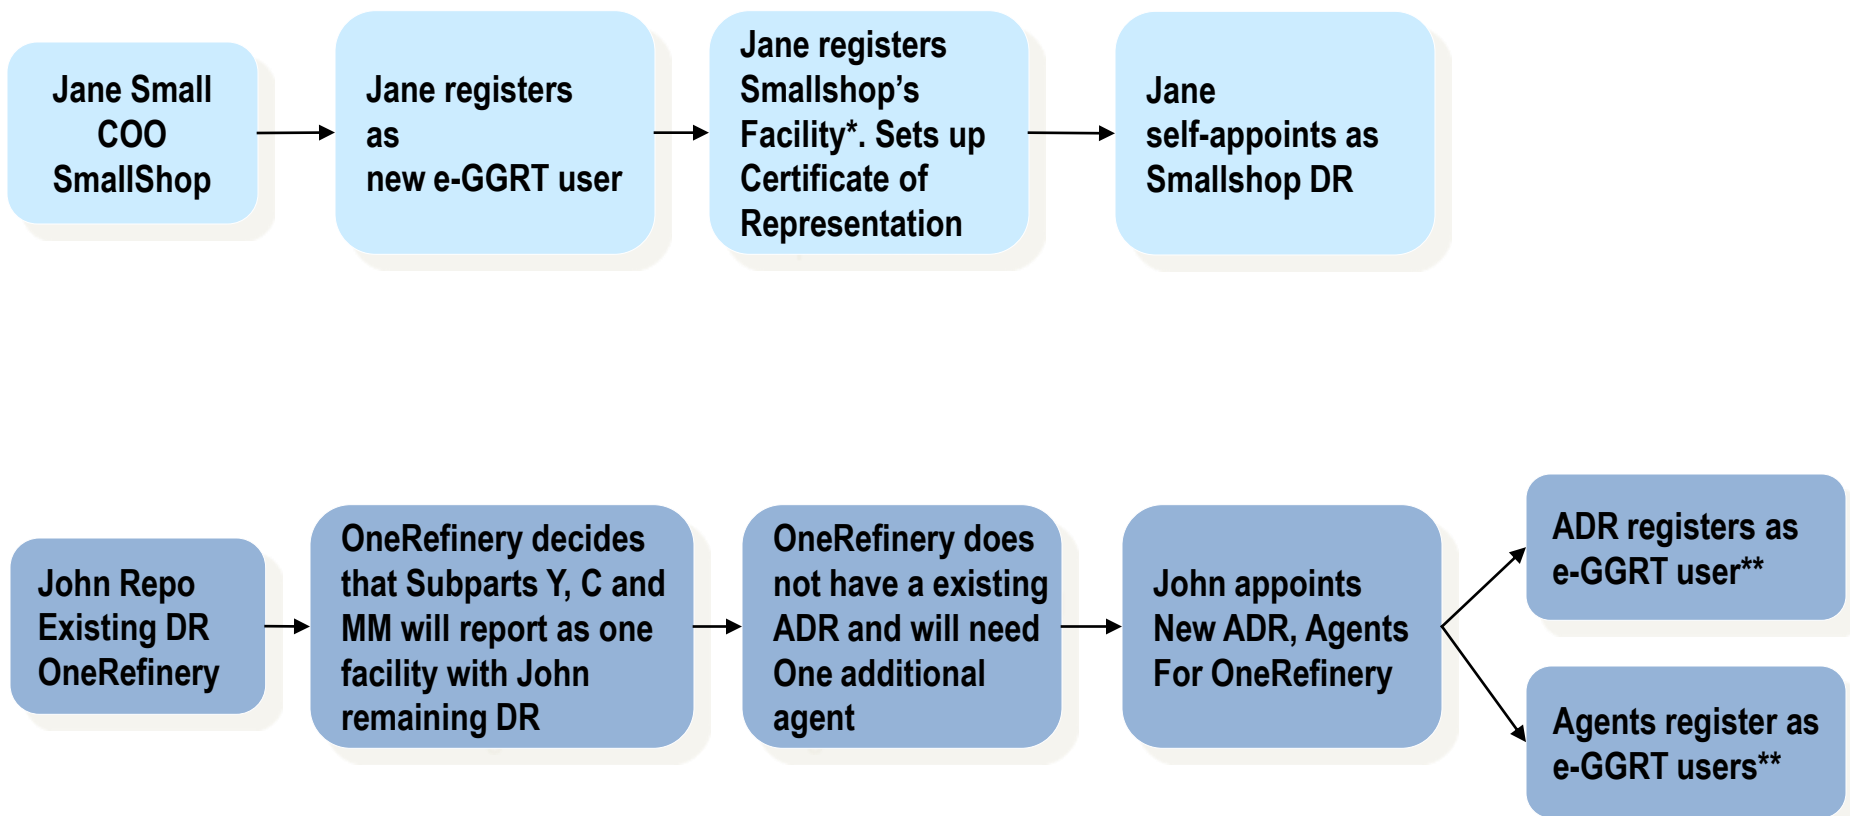 Jane Small
COO
SmallShop
Jane registers
as
new e-GGRT user
Jane registers
Smallshop’s
Facility*. Sets up
Certificate of
Representation
Jane
self-appoints as
Smallshop DR
John Repo
Existing DR
OneRefinery
OneRefinery decides
that Subparts Y, C and
MM will report as one
facility with John
remaining DR
OneRefinery does
not have a existing
ADR and will need
One additional
agent
John appoints
New ADR, Agents
For OneRefinery
ADR registers as
e-GGRT user**
Agents register as
e-GGRT users**